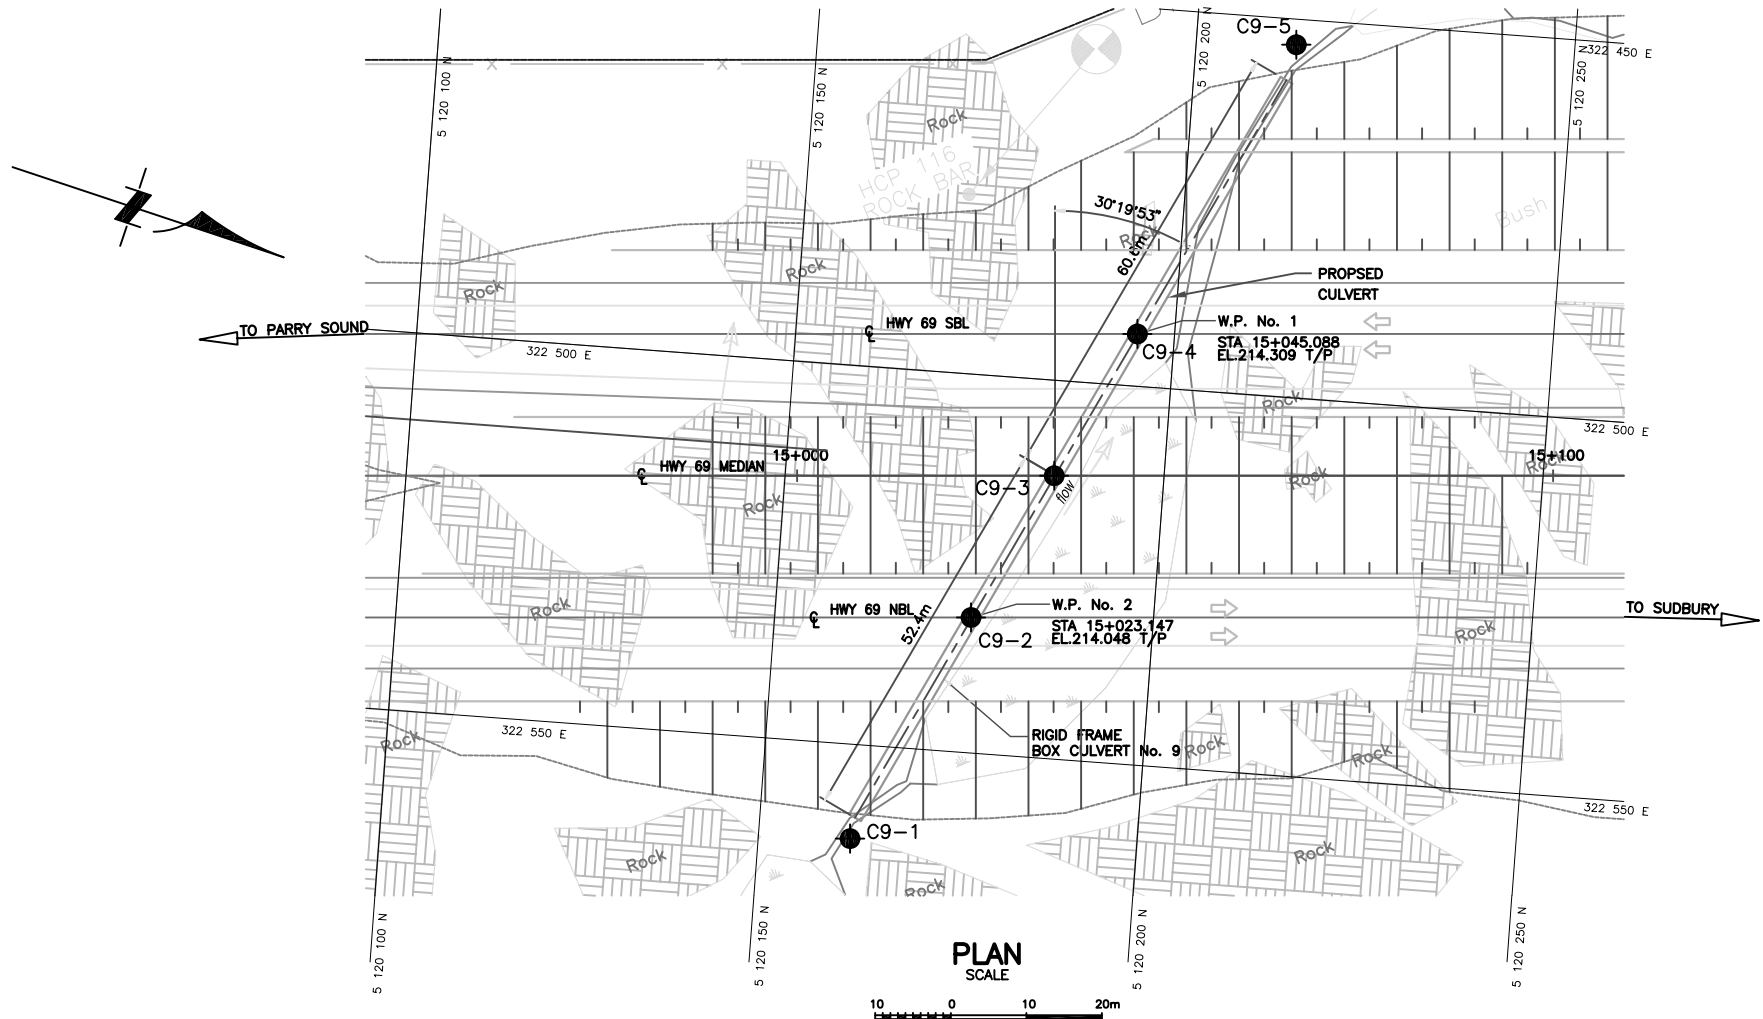 C9-5
5 120 100 N
5 120 150 N
5 120 200 N
5 120 250 N
322 450 E
Rock
HCP 116
ROCK BAR
30°19'53"
Rock
60.6m
Bush
Rock
Rock
PROPSED
CULVERT
TO PARRY SOUND
℄ HWY 69 SBL
W.P. No. 1
STA 15+045.088
EL.214.309 T/P
C9-4
322 500 E
Rock
322 500 E
15+000
15+100
℄ HWY 69 MEDIAN
C9-3
flow
Rock
Rock
Rock
℄ HWY 69 NBL
52.4m
W.P. No. 2
STA 15+023.147
EL.214.048 T/P
C9-2
Rock
Rock
TO SUDBURY
322 550 E
Rock
RIGID FRAME
BOX CULVERT No. 9
Rock
Rock
322 550 E
C9-1
Rock
Rock
Rock
5 120 100 N
5 120 150 N
5 120 200 N
5 120 250 N
PLAN
SCALE
10 0 10 20m